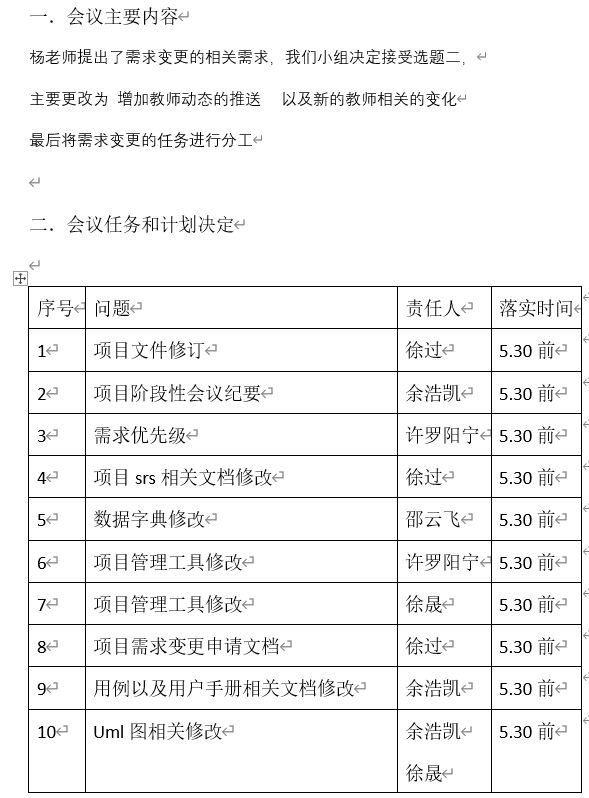 一．会议主要内容
杨老师提出了需求变更的相关需求，我们小组决定接受选题二，
主要更改为 增加教师动态的推送 以及新的教师相关的变化
最后将需求变更的任务进行分工
二．会议任务和计划决定
序号 问题 责任人 落实时间
1 项目文件修订 徐过 5.30 前
2 项目阶段性会议纪要 余浩凯 5.30 前
3 需求优先级 许罗阳宁 5.30 前
4 项目 srs 相关文档修改 徐过 5.30 前
5 数据字典修改 邵云飞 5.30 前
6 项目管理工具修改 许罗阳宁 5.30 前
7 项目管理工具修改 徐晟 5.30 前
8 项目需求变更申请文档 徐过 5.30 前
9 用例以及用户手册相关文档修改 余浩凯 5.30 前
10 Uml 图相关修改 余浩凯 5.30 前
徐晟